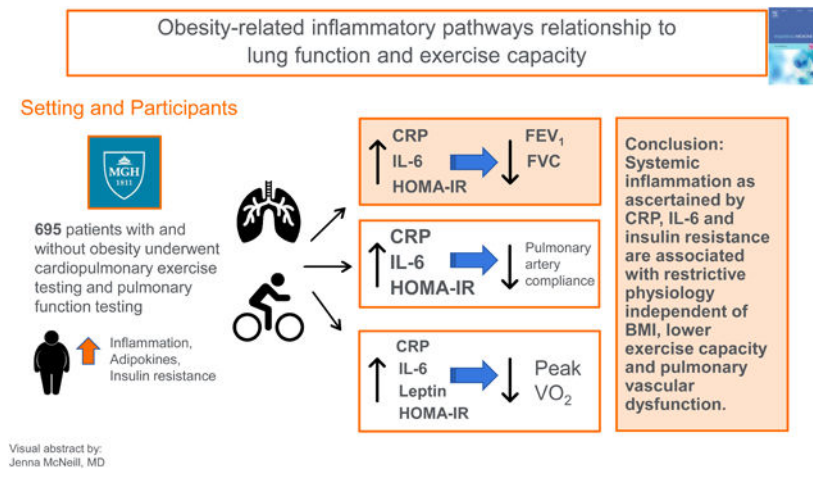 Obesity-related inflammatory pathways relationship to
lung function and exercise capacity
Setting and Participants
MGH
1811
695 patients with and
without obesity underwent
cardiopulmonary exercise
testing and pulmonary
function testing
Inflammation,
Adipokines,
Insulin resistance
CRP
IL-6
HOMA-IR
FEV₁
FVC
CRP
IL-6
HOMA-IR
Pulmonary
artery
compliance
CRP
IL-6
Leptin
HOMA-IR
Peak
VO₂
Conclusion:
Systemic
inflammation as
ascertained by
CRP, IL-6 and
insulin resistance
are associated
with restrictive
physiology
independent of
BMI, lower
exercise capacity
and pulmonary
vascular
dysfunction.
Visual abstract by:
Jenna McNeill, MD